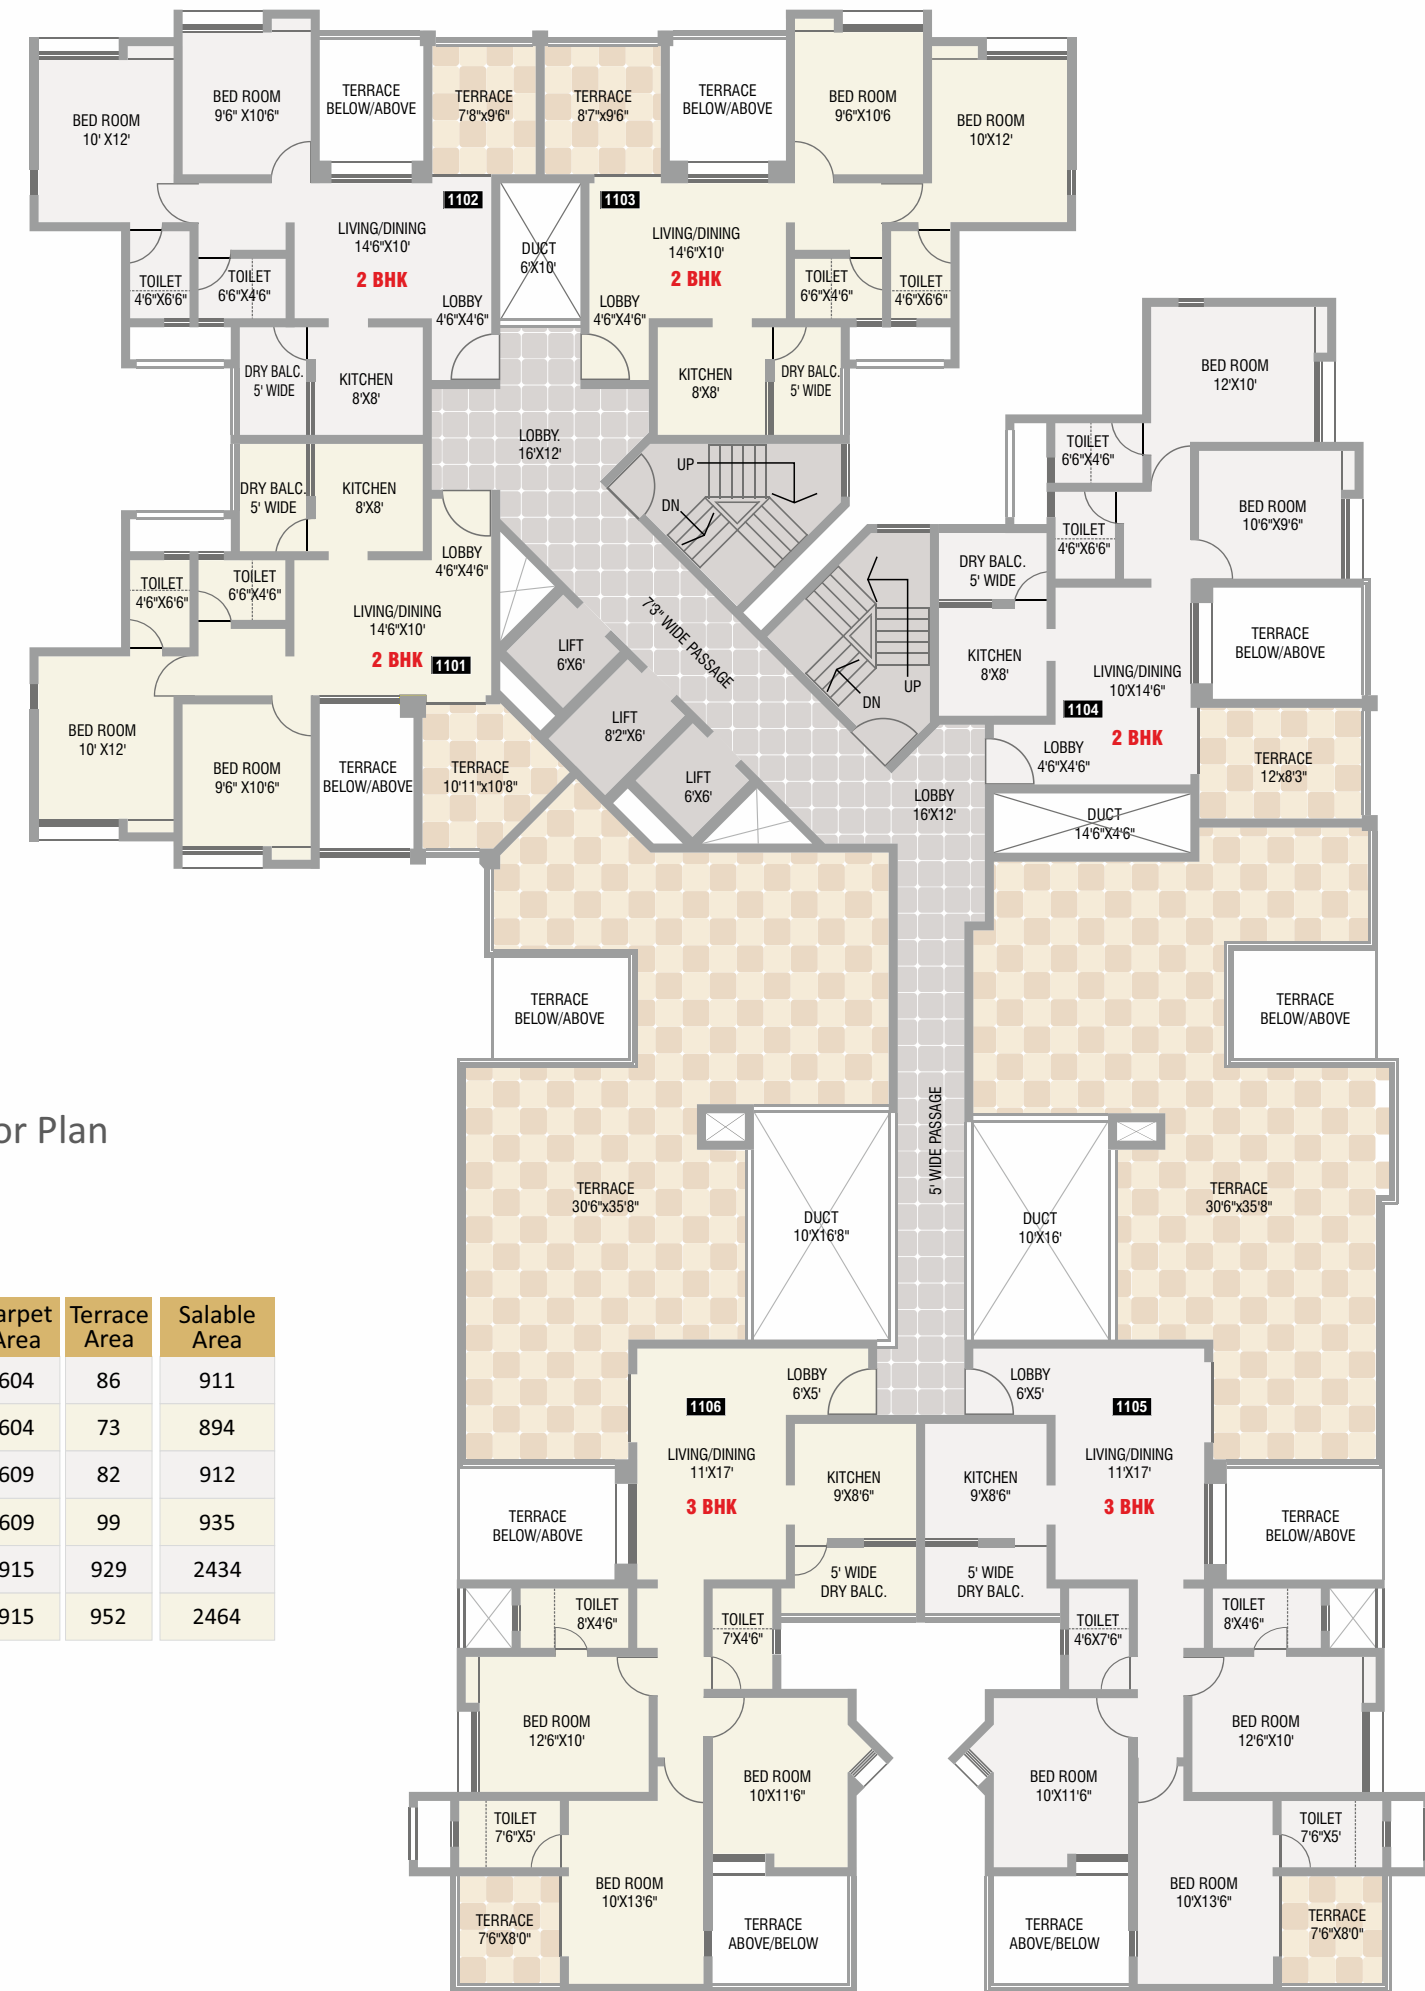 BED ROOM
10' X12'
BED ROOM
9'6" X10'6"
TERRACE
BELOW/ABOVE
TERRACE
7'8"x9'6"
TERRACE
8'7"x9'6"
TERRACE
BELOW/ABOVE
BED ROOM
9'6"X10'6
BED ROOM
10'X12'
1102
LIVING/DINING
14'6"X10'
2 BHK
DUCT
6'X10'
1103
LIVING/DINING
14'6"X10'
2 BHK
TOILET
4'6"X6'6"
TOILET
6'6"X4'6"
LOBBY
4'6"X4'6"
LOBBY
4'6"X4'6"
TOILET
6'6"X4'6"
TOILET
4'6"X6'6"
DRY BALC.
5' WIDE
KITCHEN
8'X8'
KITCHEN
8'X8'
DRY BALC.
5' WIDE
BED ROOM
12'X10'
LOBBY.
16'X12'
UP
DN
TOILET
6'6"X4'6"
DRY BALC.
5' WIDE
KITCHEN
8'X8'
BED ROOM
10'6"X9'6"
TOILET
4'6"X6'6"
LOBBY
4'6"X4'6"
DRY BALC.
5' WIDE
TOILET
4'6"X6'6"
TOILET
6'6"X4'6"
LIVING/DINING
14'6"X10'
2 BHK
1101
7'3" WIDE PASSAGE
LIFT
6'X6'
LIFT
8'2"X6'
LIFT
6'X6'
UP
DN
KITCHEN
8'X8'
TERRACE
BELOW/ABOVE
LIVING/DINING
10'X14'6"
1104
2 BHK
LOBBY
4'6"X4'6"
TERRACE
12'x8'3"
BED ROOM
10' X12'
BED ROOM
9'6" X10'6"
TERRACE
BELOW/ABOVE
TERRACE
10'11"x10'8"
LOBBY
16'X12'
DUCT
14'6"X4'6"
TERRACE
BELOW/ABOVE
TERRACE
BELOW/ABOVE
or Plan
5' WIDE PASSAGE
TERRACE
30'6"x35'8"
DUCT
10'X16'8"
DUCT
10'X16'
TERRACE
30'6"x35'8"
arpet Terrace Salable
Area Area Area
604 86 911
604 73 894
609 82 912
609 99 935
915 929 2434
915 952 2464
LOBBY
6'X5'
LOBBY
6'X5'
1106
1105
LIVING/DINING
11'X17'
3 BHK
KITCHEN
9'X8'6"
KITCHEN
9'X8'6"
LIVING/DINING
11'X17'
3 BHK
TERRACE
BELOW/ABOVE
TERRACE
BELOW/ABOVE
5' WIDE
DRY BALC.
5' WIDE
DRY BALC.
TOILET
8'X4'6"
TOILET
7'X4'6"
TOILET
4'6X7'6"
TOILET
8'X4'6"
BED ROOM
12'6"X10'
BED ROOM
12'6"X10'
BED ROOM
10'X11'6"
BED ROOM
10'X11'6"
TOILET
7'6"X5'
TOILET
7'6"X5'
BED ROOM
10'X13'6"
BED ROOM
10'X13'6"
TERRACE
7'6"X8'0"
TERRACE
ABOVE/BELOW
TERRACE
ABOVE/BELOW
TERRACE
7'6"X8'0"